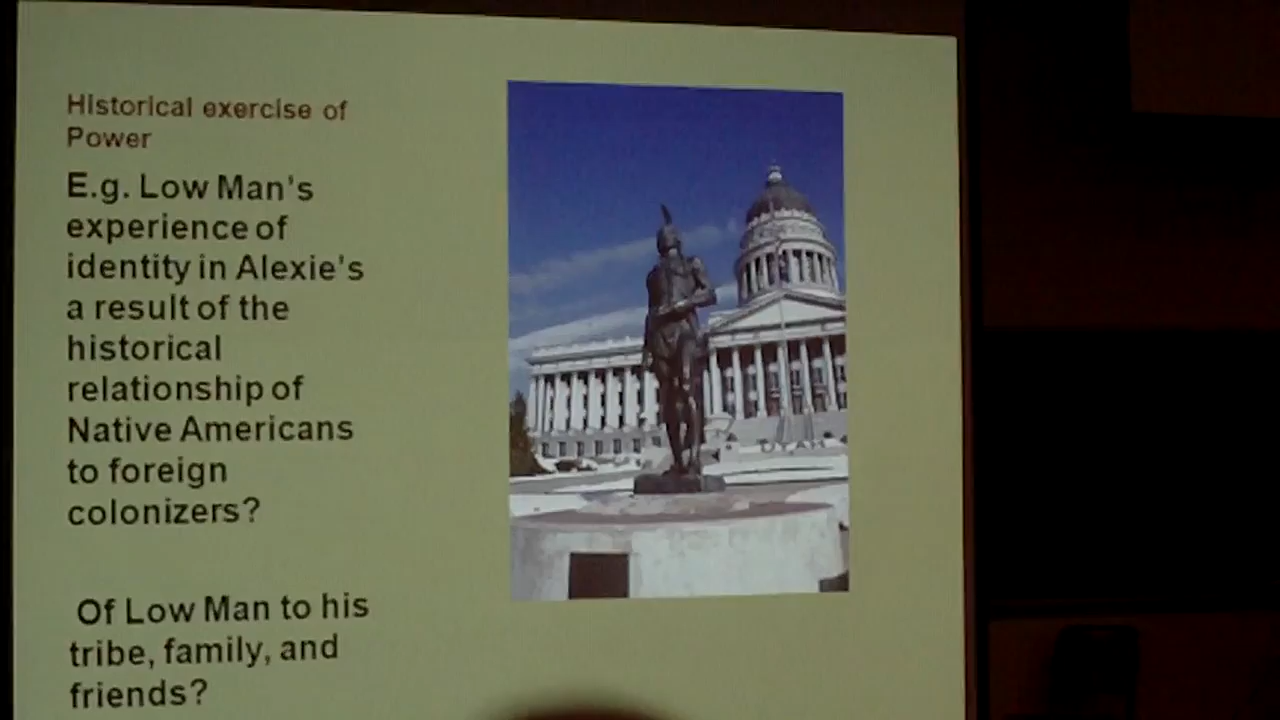 Historical exercise of
Power
E.g. Low Man's
experience of
identity in Alexie's
a result of the
historical
relationship of
Native Americans
to foreign
colonizers?
Of Low Man to his
tribe, family, and
friends?
UTAH